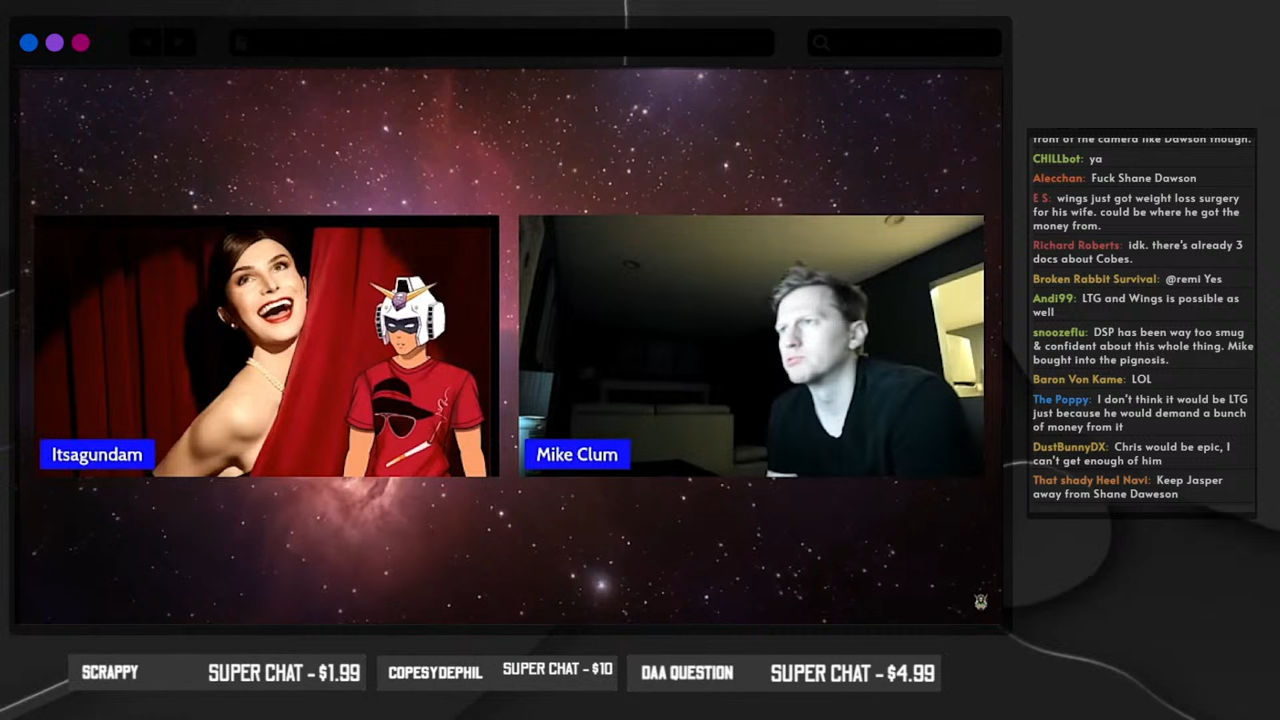 front of the camera like Dawson though.
CHILLbot: ya
Alecchan: Fuck Shane Dawson
E S: wings just got weight loss surgery
for his wife. could be where he got the
money from.
Richard Roberts: idk. there's already 3
docs about Cobes.
Broken Rabbit Survival: @remi Yes
Andi99: LTG and Wings is possible as
well
snoozeflu: DSP has been way too smug
& confident about this whole thing. Mike
bought into the pignosis.
Baron Von Kame: LOL
The Poppy: I don't think it would be LTG
just because he would demand a bunch
of money from it
DustBunnyDX: Chris would be epic, I
can't get enough of him
That shady Heel Navi: Keep Jasper
away from Shane Daweson
Itsagundam
Mike Clum
SCRAPPY SUPER CHAT - $1.99
COPESYDEPHIL SUPER CHAT - $10
DAA QUESTION SUPER CHAT - $4.99